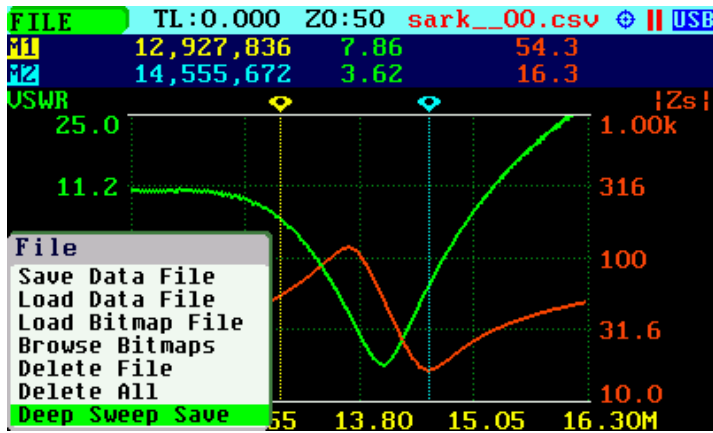 FILE TL:0.000 Z0:50 sark__00.csv USB
M1 12,927,836 7.86 54.3
M2 14,555,672 3.62 16.3
VSWR |Zs|
25.0 1.00k
11.2 316
File
Save Data File 100
Load Data File
Load Bitmap File
Browse Bitmaps 31.6
Delete File
Delete All 10.0
Deep Sweep Save 55 13.80 15.05 16.30M